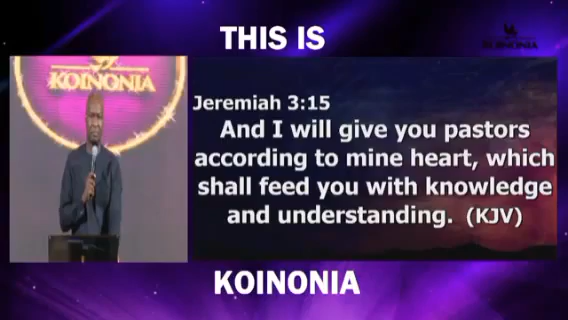 THIS IS
KOINONIA
KOINONIA
Jeremiah 3:15
And I will give you pastors
according to mine heart, which
shall feed you with knowledge
and understanding. (KJV)
KOINONIA